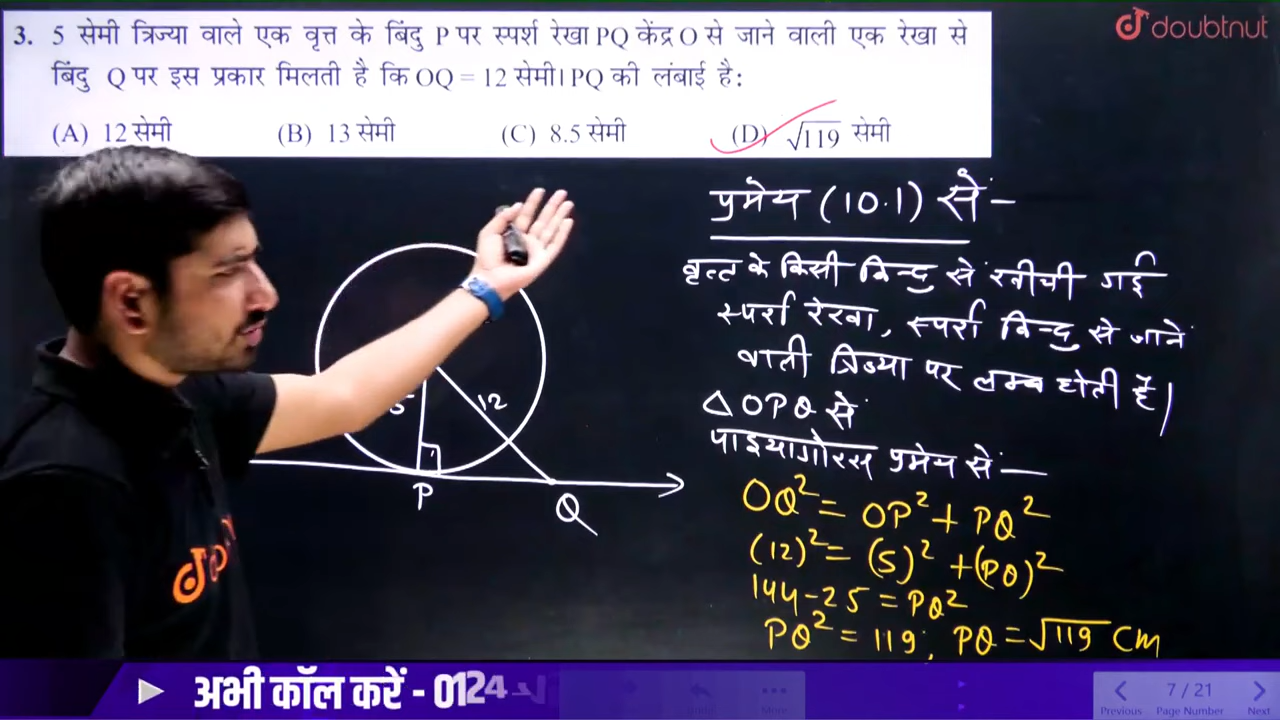 3. 5 सेमी त्रिज्या वाले एक वृत्त के बिंदु P पर स्पर्श रेखा PQ केंद्र O से जाने वाली एक रेखा से
बिंदु Q पर इस प्रकार मिलती है कि OQ = 12 सेमी। PQ की लंबाई है:
(A) 12 सेमी (B) 13 सेमी (C) 8.5 सेमी (D) √119 सेमी
doubtnut
प्रमेय (10.1) से-
वृत्त के किसी बिन्दु से खींची गई
स्पर्श रेखा, स्पर्श बिन्दु से जाने
वाली त्रिज्या पर लम्ब होती है।
△OPQ से
पाइथागोरस प्रमेय से—
OQ² = OP² + PQ²
(12)² = (5)² + (PQ)²
144-25 = PQ²
PQ² = 119; PQ = √119 cm
5
12
P
Q
अभी कॉल करें - 0124
More
7 / 21
Previous Page Number Next